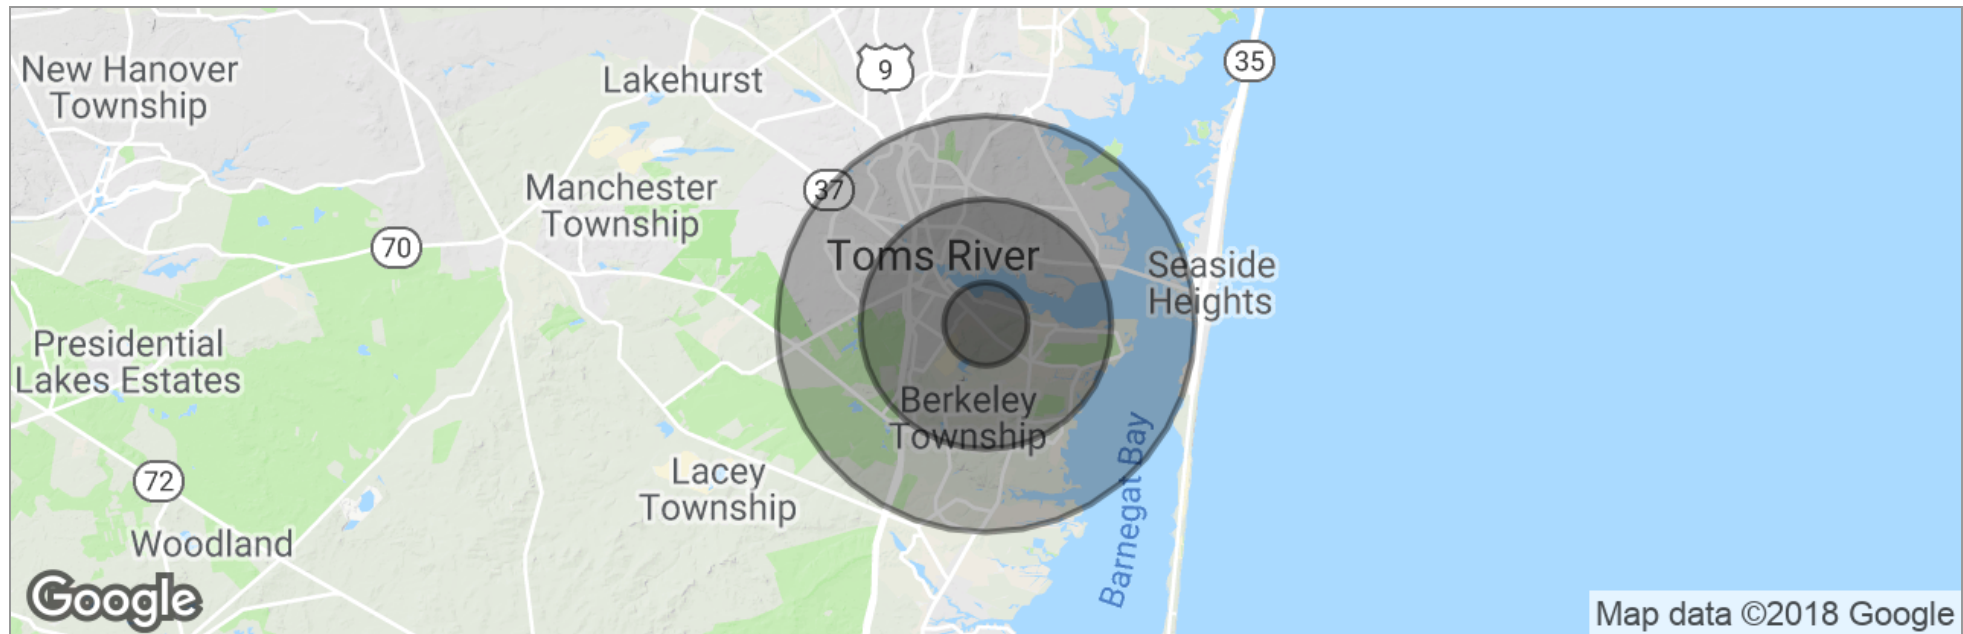 35
9
New Hanover
Township
Lakehurst
37
Manchester
Township
70
Toms River
Seaside
Heights
Presidential
Lakes Estates
Berkeley
Township
72
Lacey
Township
Barnegat Bay
Woodland
Google
Map data ©2018 Google